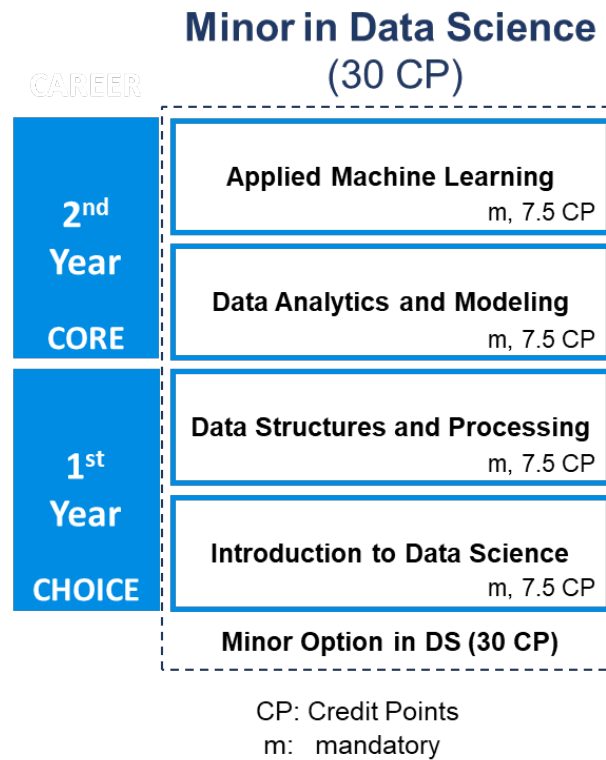 Minor in Data Science
(30 CP)
CAREER
2nd
Year
CORE
Applied Machine Learning
m, 7.5 CP
Data Analytics and Modeling
m, 7.5 CP
1st
Year
CHOICE
Data Structures and Processing
m, 7.5 CP
Introduction to Data Science
m, 7.5 CP
Minor Option in DS (30 CP)
CP: Credit Points
m: mandatory